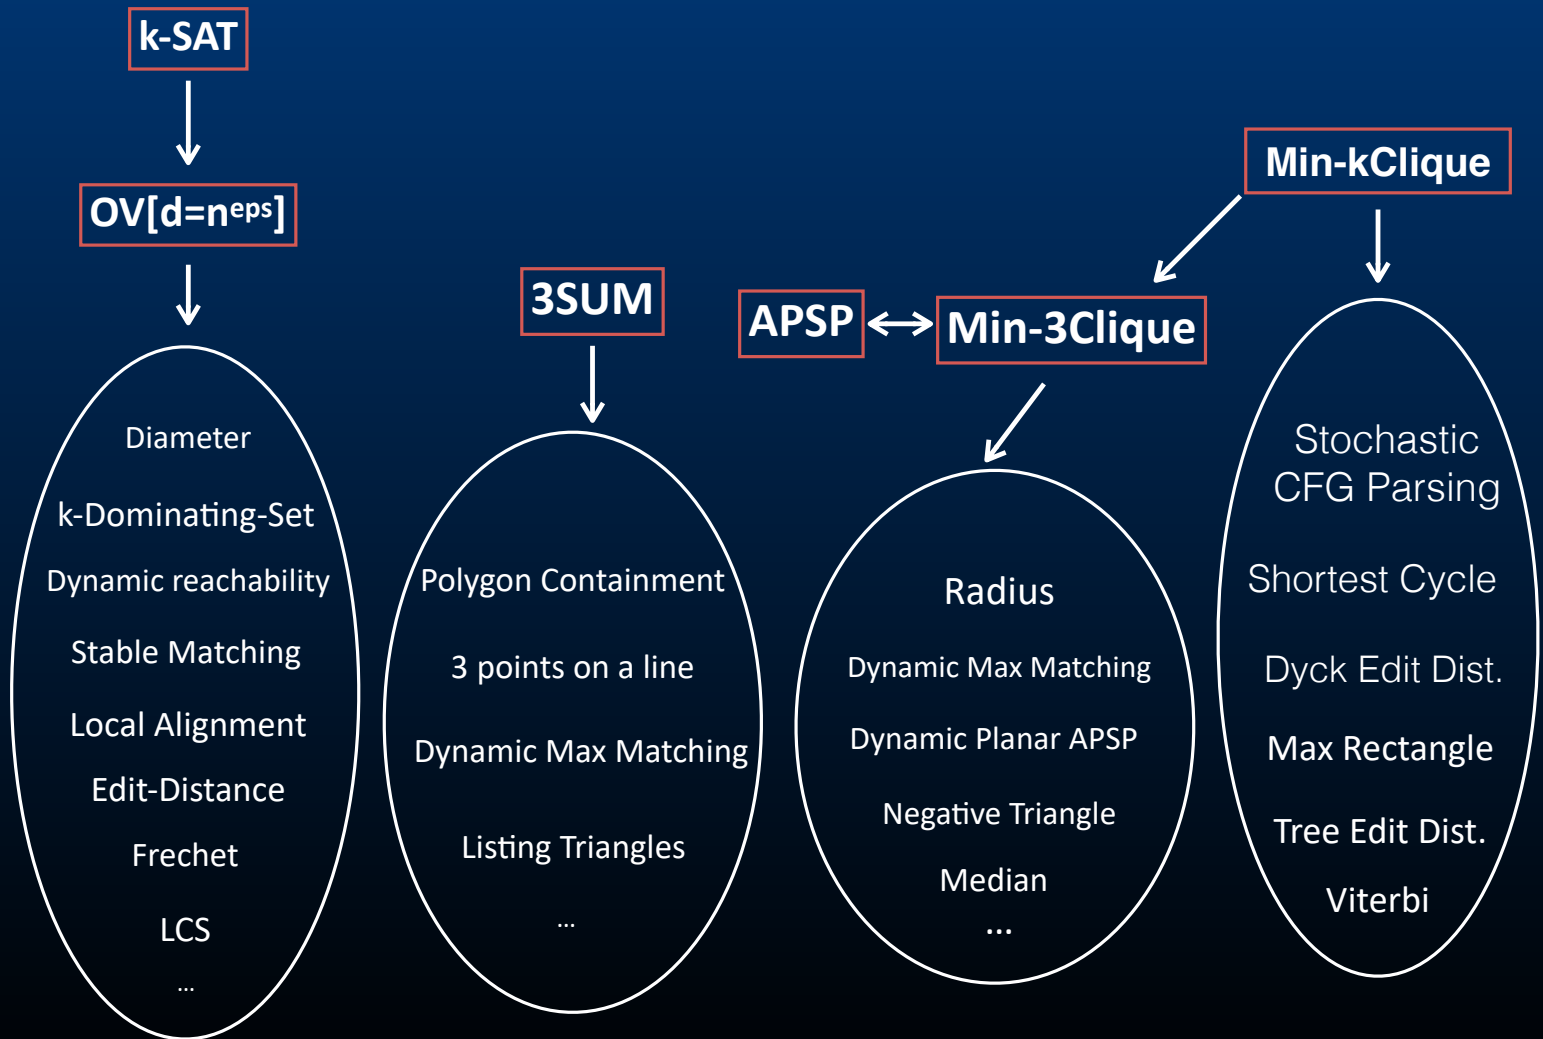 k-SAT
OV[d=n^eps]
Diameter
k-Dominating-Set
Dynamic reachability
Stable Matching
Local Alignment
Edit-Distance
Frechet
LCS
...
3SUM
Polygon Containment
3 points on a line
Dynamic Max Matching
Listing Triangles
...
APSP
Min-3Clique
Radius
Dynamic Max Matching
Dynamic Planar APSP
Negative Triangle
Median
...
Min-kClique
Stochastic
CFG Parsing
Shortest Cycle
Dyck Edit Dist.
Max Rectangle
Tree Edit Dist.
Viterbi